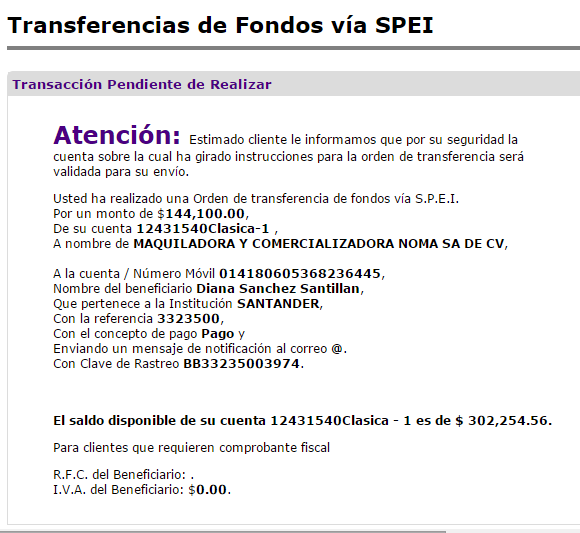 Transferencias de Fondos vía SPEI
Transacción Pendiente de Realizar
Atención: Estimado cliente le informamos que por su seguridad la
cuenta sobre la cual ha girado instrucciones para la orden de transferencia será
validada para su envío.
Usted ha realizado una Orden de transferencia de fondos vía S.P.E.I.
Por un monto de $144,100.00,
De su cuenta 12431540Clasica-1 ,
A nombre de MAQUILADORA Y COMERCIALIZADORA NOMA SA DE CV,
A la cuenta / Número Móvil 014180605368236445,
Nombre del beneficiario Diana Sanchez Santillan,
Que pertenece a la Institución SANTANDER,
Con la referencia 3323500,
Con el concepto de pago Pago y
Enviando un mensaje de notificación al correo @.
Con Clave de Rastreo BB33235003974.
El saldo disponible de su cuenta 12431540Clasica - 1 es de $ 302,254.56.
Para clientes que requieren comprobante fiscal
R.F.C. del Beneficiario: .
I.V.A. del Beneficiario: $0.00.